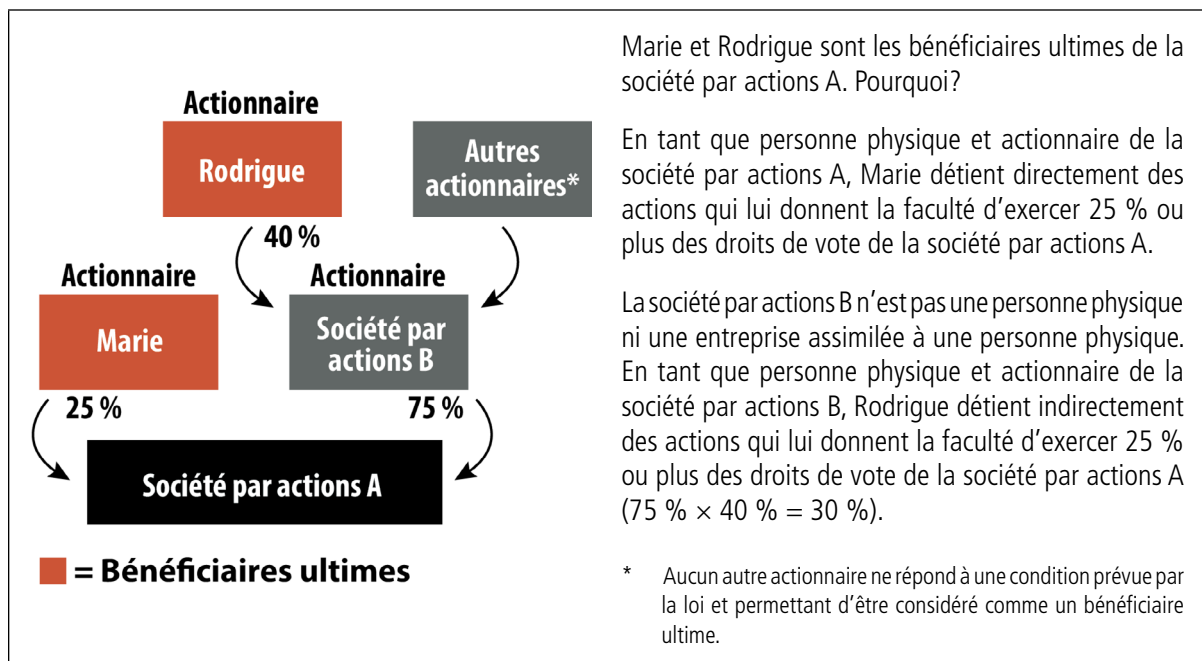 Actionnaire
Rodrigue
Autres
actionnaires*
40 %
Actionnaire
Marie
Actionnaire
Société par
actions B
25 %
75 %
Société par actions A
= Bénéficiaires ultimes
Marie et Rodrigue sont les bénéficiaires ultimes de la
société par actions A. Pourquoi?
En tant que personne physique et actionnaire de la
société par actions A, Marie détient directement des
actions qui lui donnent la faculté d’exercer 25 % ou
plus des droits de vote de la société par actions A.
La société par actions B n’est pas une personne physique
ni une entreprise assimilée à une personne physique.
En tant que personne physique et actionnaire de la
société par actions B, Rodrigue détient indirectement
des actions qui lui donnent la faculté d’exercer 25 %
ou plus des droits de vote de la société par actions A
(75 % × 40 % = 30 %).
* Aucun autre actionnaire ne répond à une condition prévue par
la loi et permettant d’être considéré comme un bénéficiaire
ultime.